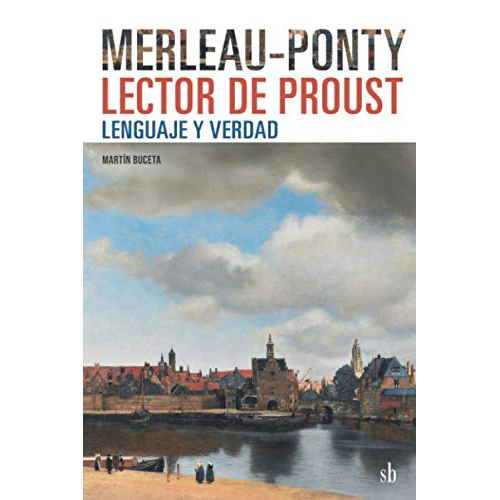 MERLEAU-PONTY
LECTOR DE PROUST
LENGUAJE Y VERDAD
MARTÍN BUCETA
sb